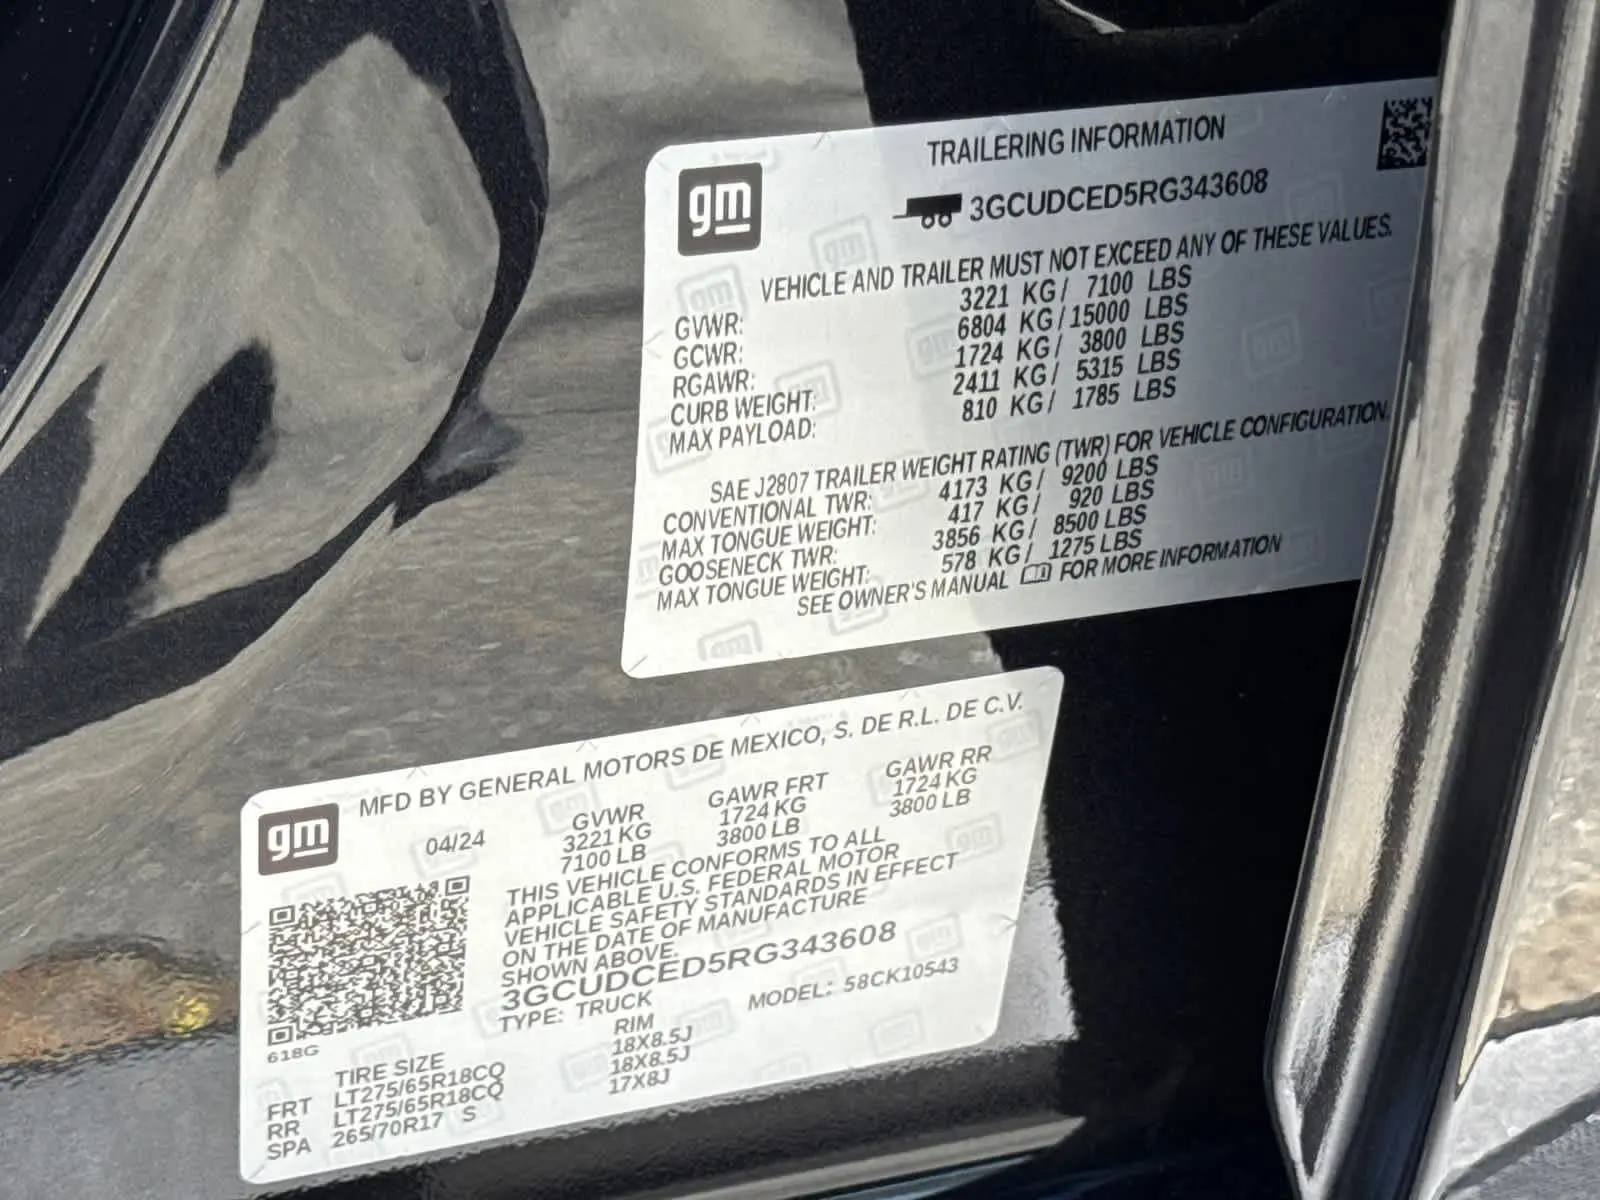 TRAILERING INFORMATION
gm
3GCUDCED5RG343608
VEHICLE AND TRAILER MUST NOT EXCEED ANY OF THESE VALUES.
GVWR: 3221 KG/ 7100 LBS
GCWR: 6804 KG/15000 LBS
RGAWR: 1724 KG/ 3800 LBS
CURB WEIGHT: 2411 KG/ 5315 LBS
MAX PAYLOAD: 810 KG/ 1785 LBS
SAE J2807 TRAILER WEIGHT RATING (TWR) FOR VEHICLE CONFIGURATION.
CONVENTIONAL TWR: 4173 KG/ 9200 LBS
MAX TONGUE WEIGHT: 417 KG/ 920 LBS
GOOSENECK TWR: 3856 KG/ 8500 LBS
MAX TONGUE WEIGHT: 578 KG/ 1275 LBS
SEE OWNER'S MANUAL FOR MORE INFORMATION
MFD BY GENERAL MOTORS DE MEXICO, S. DE R.L. DE C.V.
gm
04/24 GVWR GAWR FRT GAWR RR
3221 KG 1724 KG 1724 KG
7100 LB 3800 LB 3800 LB
THIS VEHICLE CONFORMS TO ALL
APPLICABLE U.S. FEDERAL MOTOR
VEHICLE SAFETY STANDARDS IN EFFECT
ON THE DATE OF MANUFACTURE
SHOWN ABOVE.
3GCUDCED5RG343608
TYPE: TRUCK MODEL: 58CK10543
618G
TIRE SIZE RIM
FRT LT275/65R18CQ 18X8.5J
RR LT275/65R18CQ 18X8.5J
SPA 265/70R17 S 17X8J